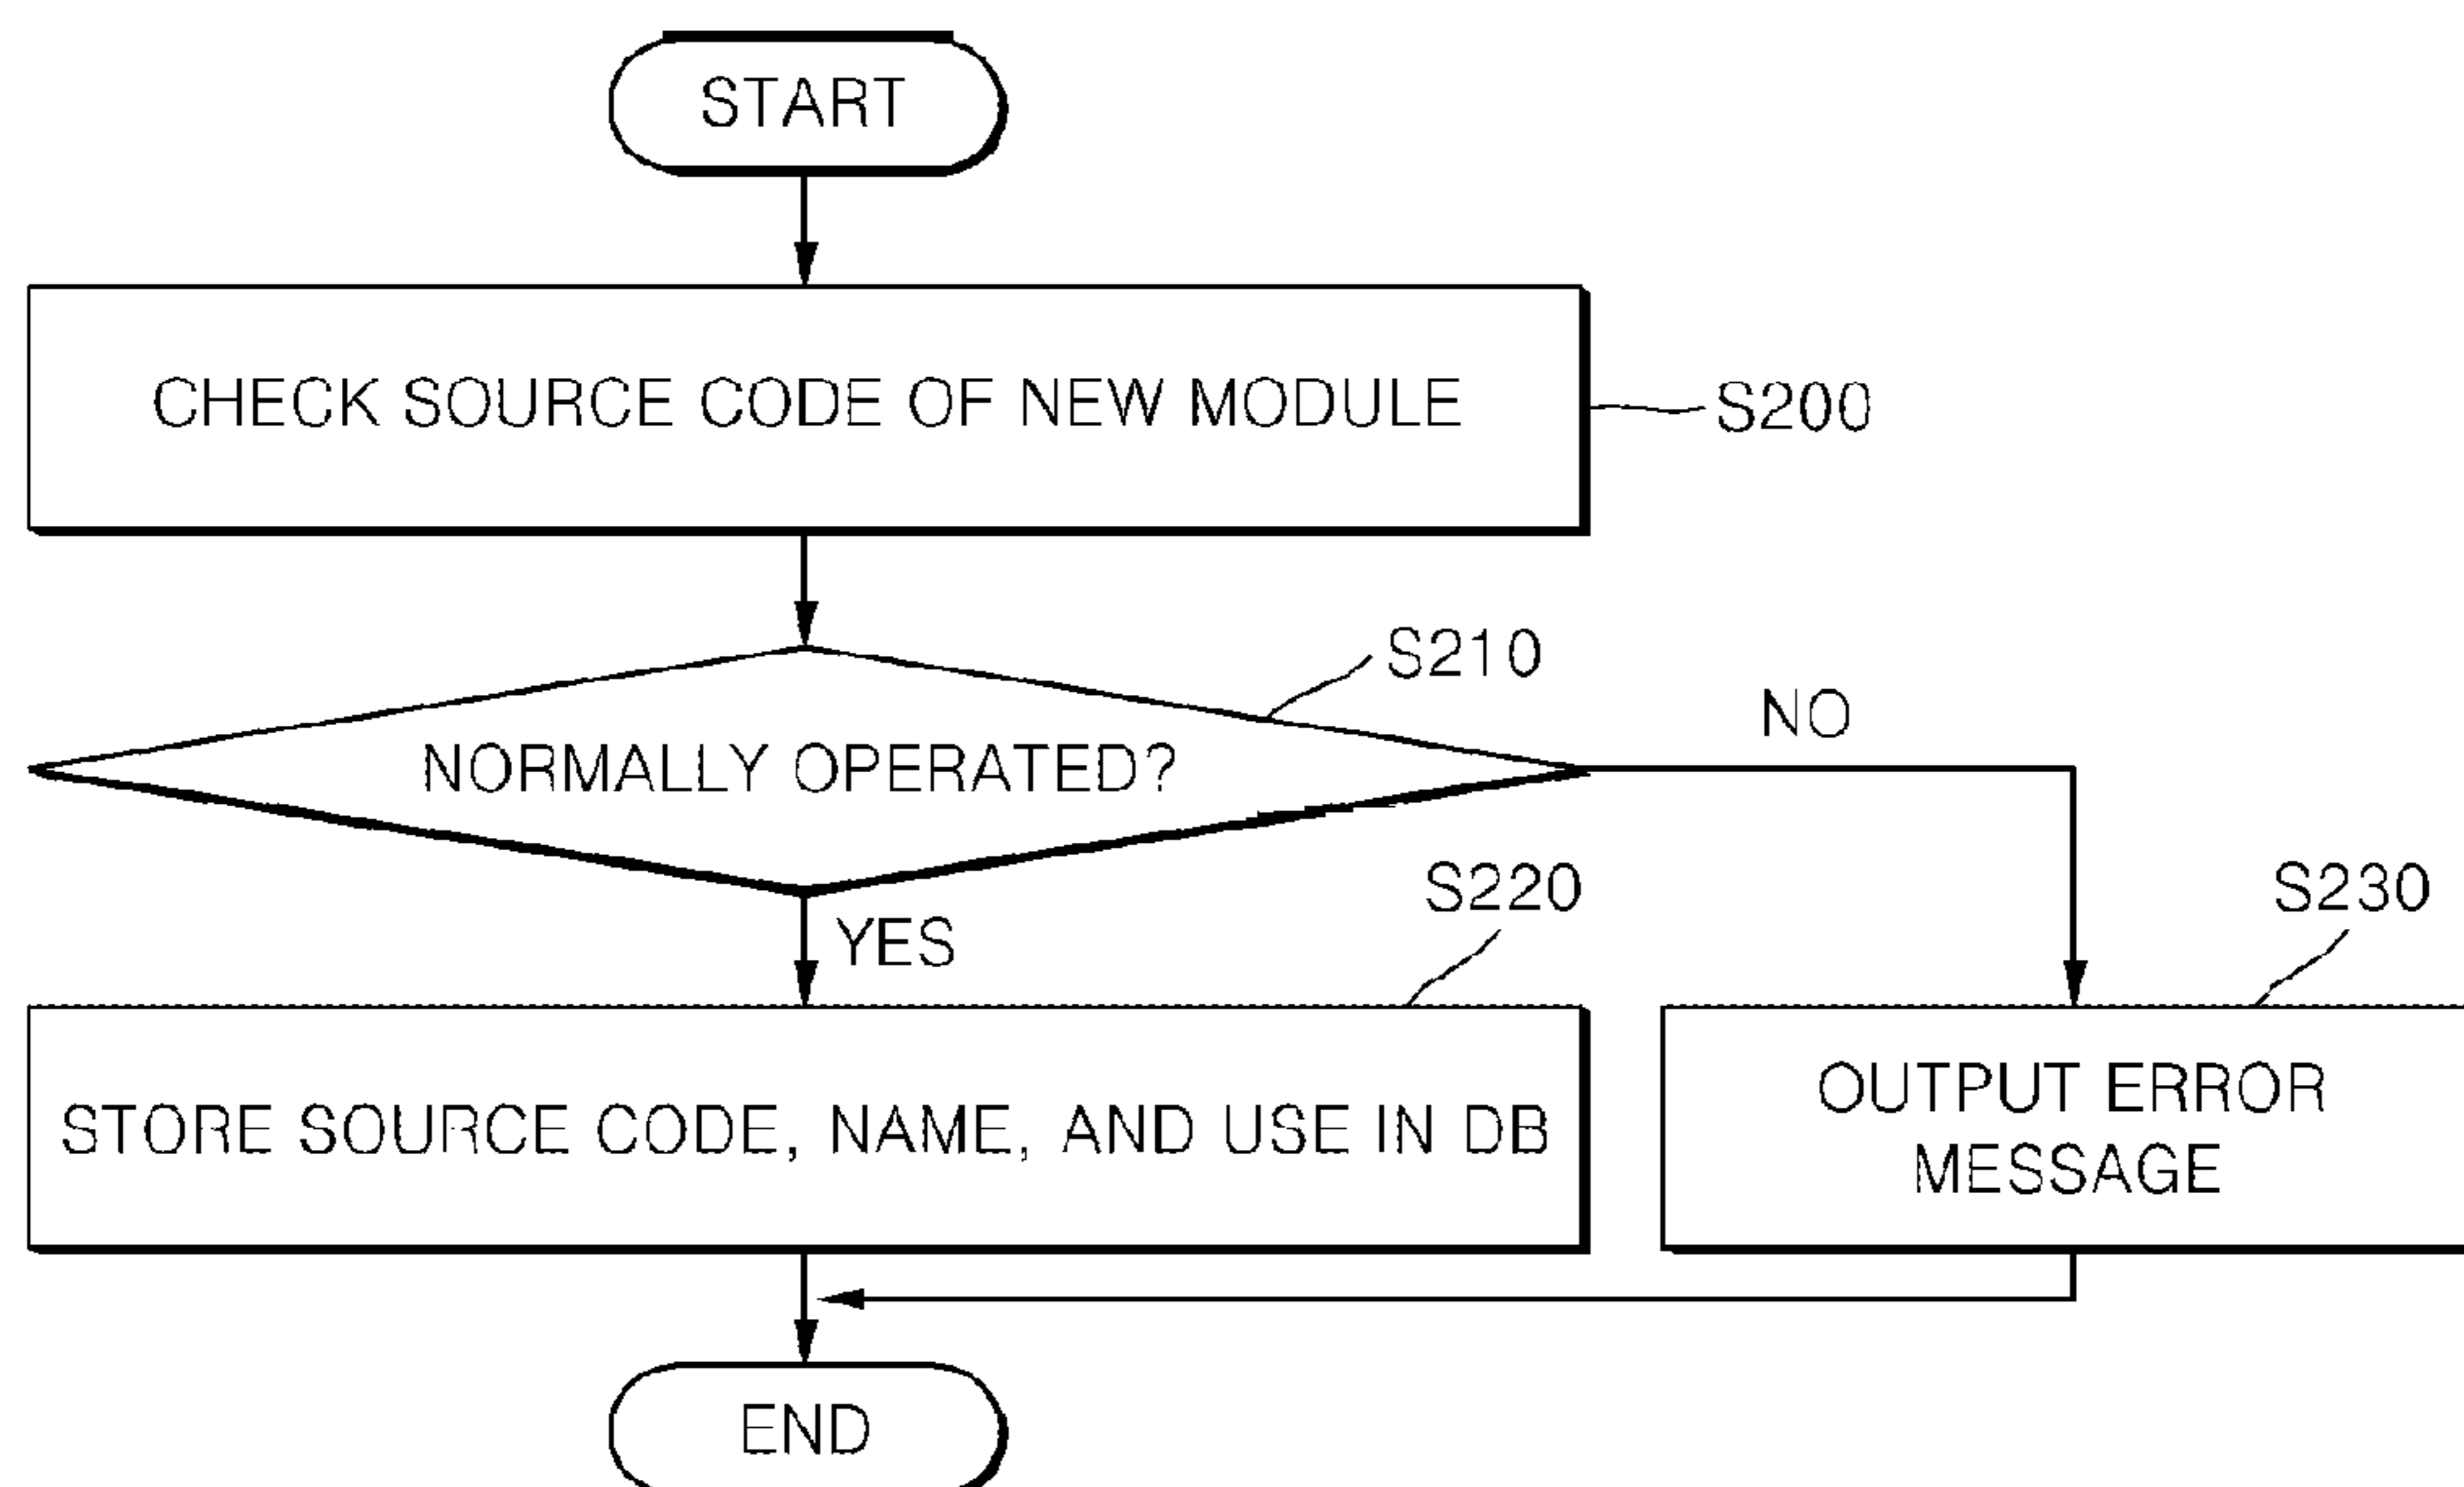 START
CHECK SOURCE CODE OF NEW MODULE
S200
S210
NO
NORMALLY OPERATED?
YES
S220
S230
STORE SOURCE CODE, NAME, AND USE IN DB
OUTPUT ERROR
MESSAGE
END